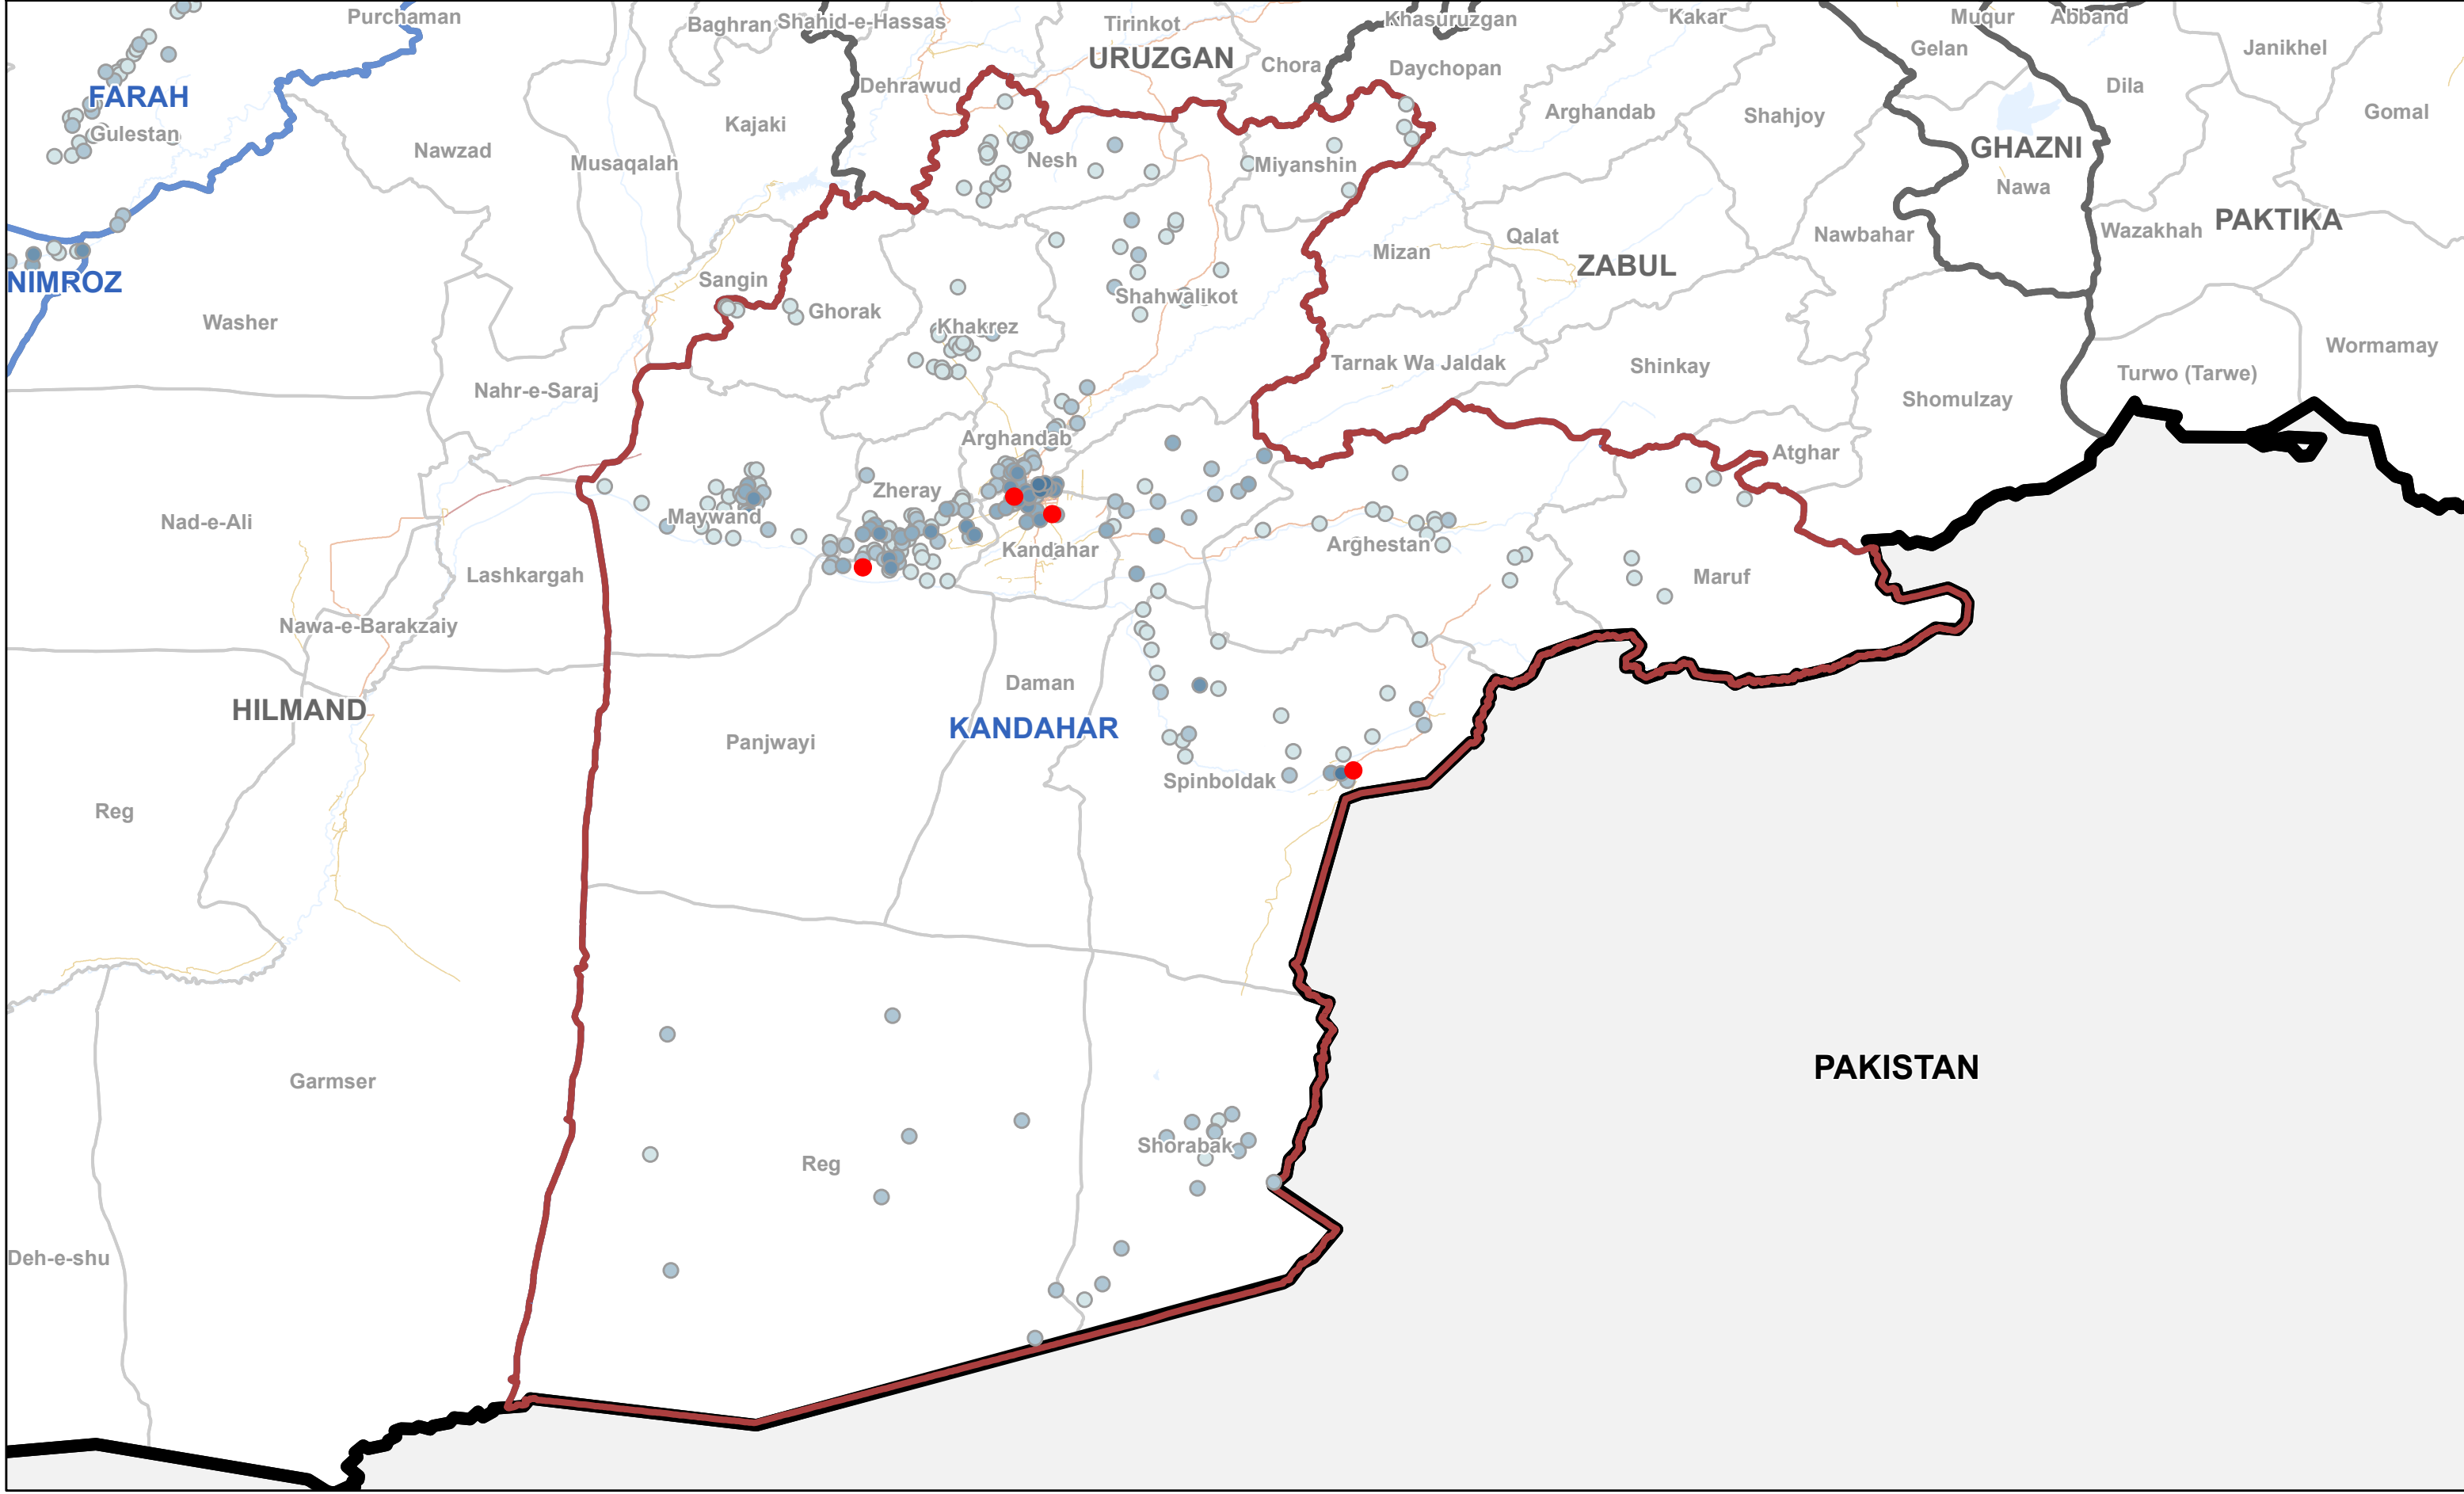 Purchaman
Baghran
Shahid-e-Hassas
Tirinkot
Khasuruzgan
Kakar
Muqur
Abband
URUZGAN
Chora
Daychopan
Gelan
Janikhel
Dehrawud
Dila
FARAH
Gulestan
Kajaki
Arghandab
Shahjoy
Gomal
Nawzad
Musaqalah
Nesh
Miyanshin
GHAZNI
Nawa
PAKTIKA
Wazakhah
Nawbahar
Qalat
Mizan
ZABUL
NIMROZ
Sangin
Shahwalikot
Ghorak
Washer
Khakrez
Wormamay
Tarnak Wa Jaldak
Shinkay
Turwo (Tarwe)
Nahr-e-Saraj
Shomulzay
Arghandab
Atghar
Zheray
Maywand
Nad-e-Ali
Kandahar
Arghestan
Lashkargah
Maruf
Nawa-e-Barakzaiy
Daman
HILMAND
KANDAHAR
Panjwayi
Spinboldak
Reg
PAKISTAN
Garmser
Shorabak
Reg
Deh-e-shu